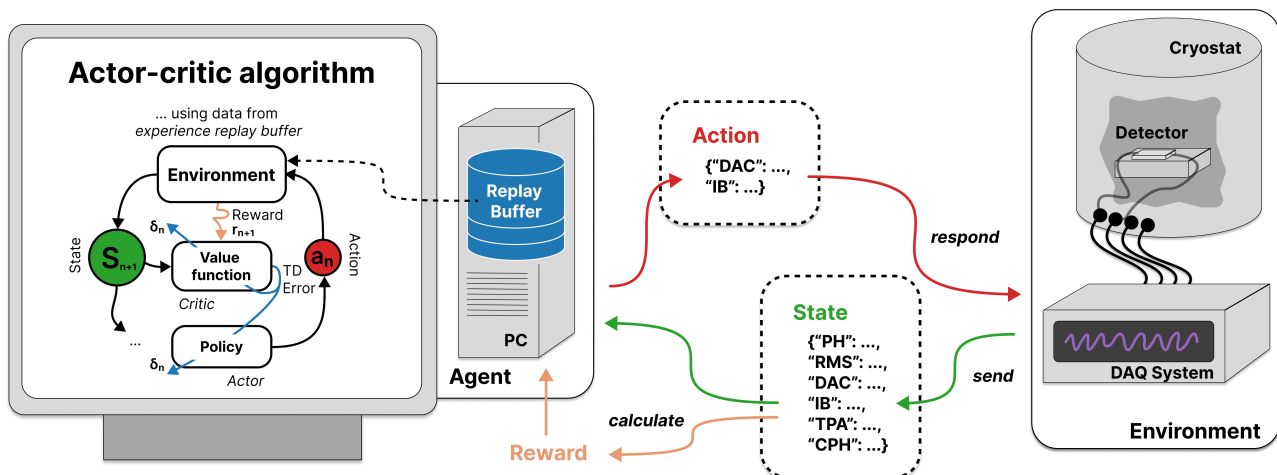 Actor-critic algorithm
... using data from
experience replay buffer
Environment
Reward
rₙ₊₁
δₙ
State
Sₙ₊₁
Value
function
Critic
TD
Error
aₙ
Action
...
Policy
δₙ
Actor
Replay
Buffer
PC
Agent
Action
{“DAC”: ...,
“IB”: ...}
respond
State
{“PH”: ...,
“RMS”: ...,
“DAC”: ...,
“IB”: ...,
“TPA”: ...,
“CPH”: ...}
send
calculate
Reward
Cryostat
Detector
DAQ System
Environment